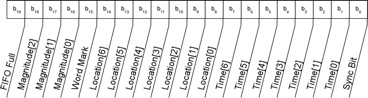 b19 b18 b17 b16 b15 b14 b13 b12 b11 b10 b9 b8 b7 b6 b5 b4 b3 b2 b1 b0
FIFO Full
Magnitude[2]
Magnitude[1]
Magnitude[0]
Word Mark
Location[6]
Location[5]
Location[4]
Location[3]
Location[2]
Location[1]
Location[0]
Time[6]
Time[5]
Time[4]
Time[3]
Time[2]
Time[1]
Time[0]
Sync Bit